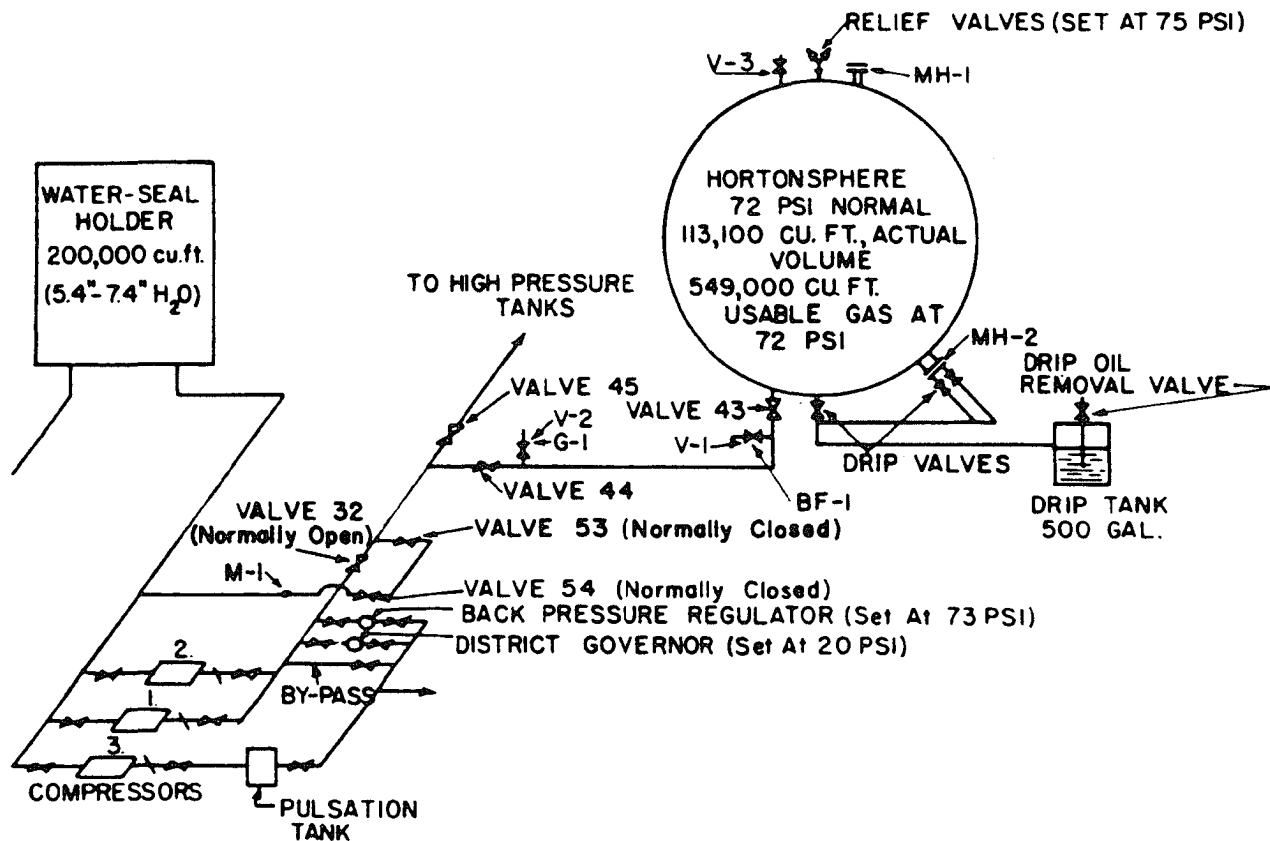 RELIEF VALVES (SET AT 75 PSI)
V-3
MH-1
WATER-SEAL
HOLDER
200,000 cu.ft.
(5.4"-7.4" H₂O)
HORTONSPHERE
72 PSI NORMAL
113,100 CU. FT., ACTUAL
VOLUME
549,000 CU. FT.
USABLE GAS AT
72 PSI
TO HIGH PRESSURE
TANKS
MH-2
DRIP OIL
REMOVAL VALVE
VALVE 45
VALVE 43
V-2
G-1
V-1
DRIP VALVES
VALVE 44
BF-1
DRIP TANK
500 GAL.
VALVE 32
(Normally Open)
VALVE 53 (Normally Closed)
M-1
VALVE 54 (Normally Closed)
BACK PRESSURE REGULATOR (Set At 73 PSI)
DISTRICT GOVERNOR (Set At 20 PSI)
2.
BY-PASS
1.
3.
COMPRESSORS
PULSATION
TANK